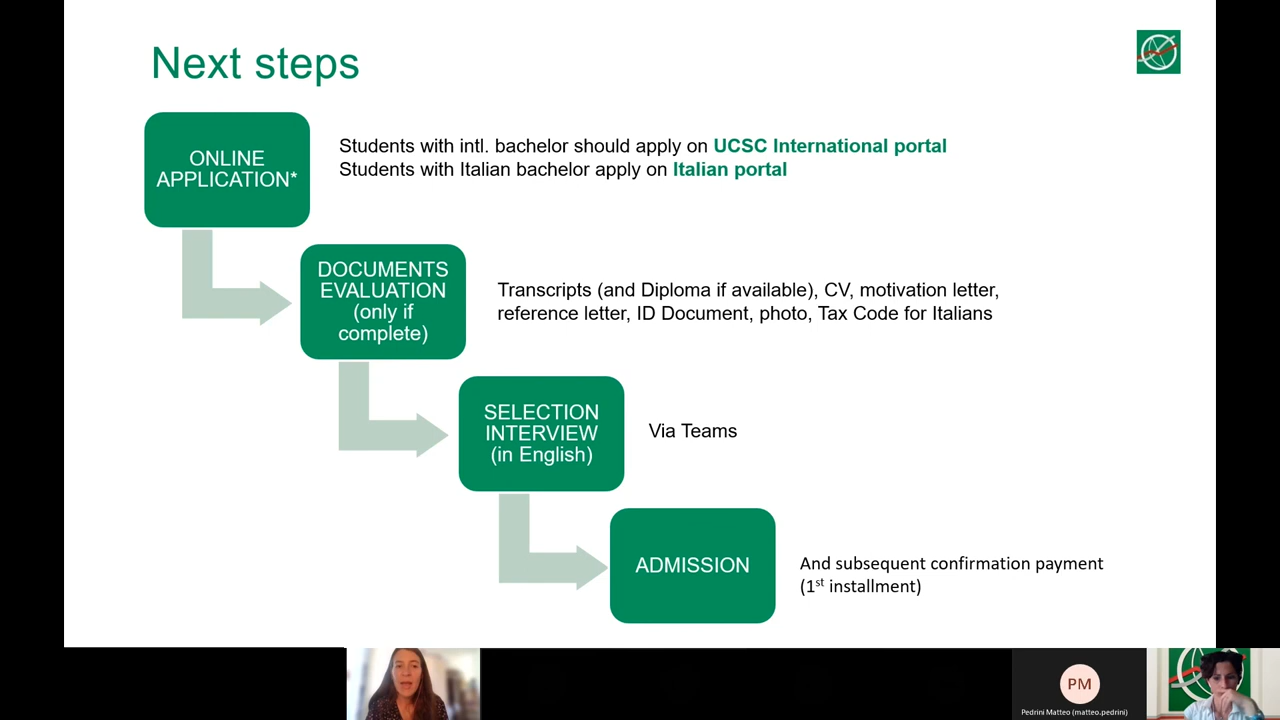 Next steps
ONLINE
APPLICATION*
Students with intl. bachelor should apply on UCSC International portal
Students with Italian bachelor apply on Italian portal
DOCUMENTS
EVALUATION
(only if
complete)
Transcripts (and Diploma if available), CV, motivation letter,
reference letter, ID Document, photo, Tax Code for Italians
SELECTION
INTERVIEW
(in English)
Via Teams
ADMISSION
And subsequent confirmation payment
(1st installment)
PM
Pedrini Matteo (matteo.pedrini)